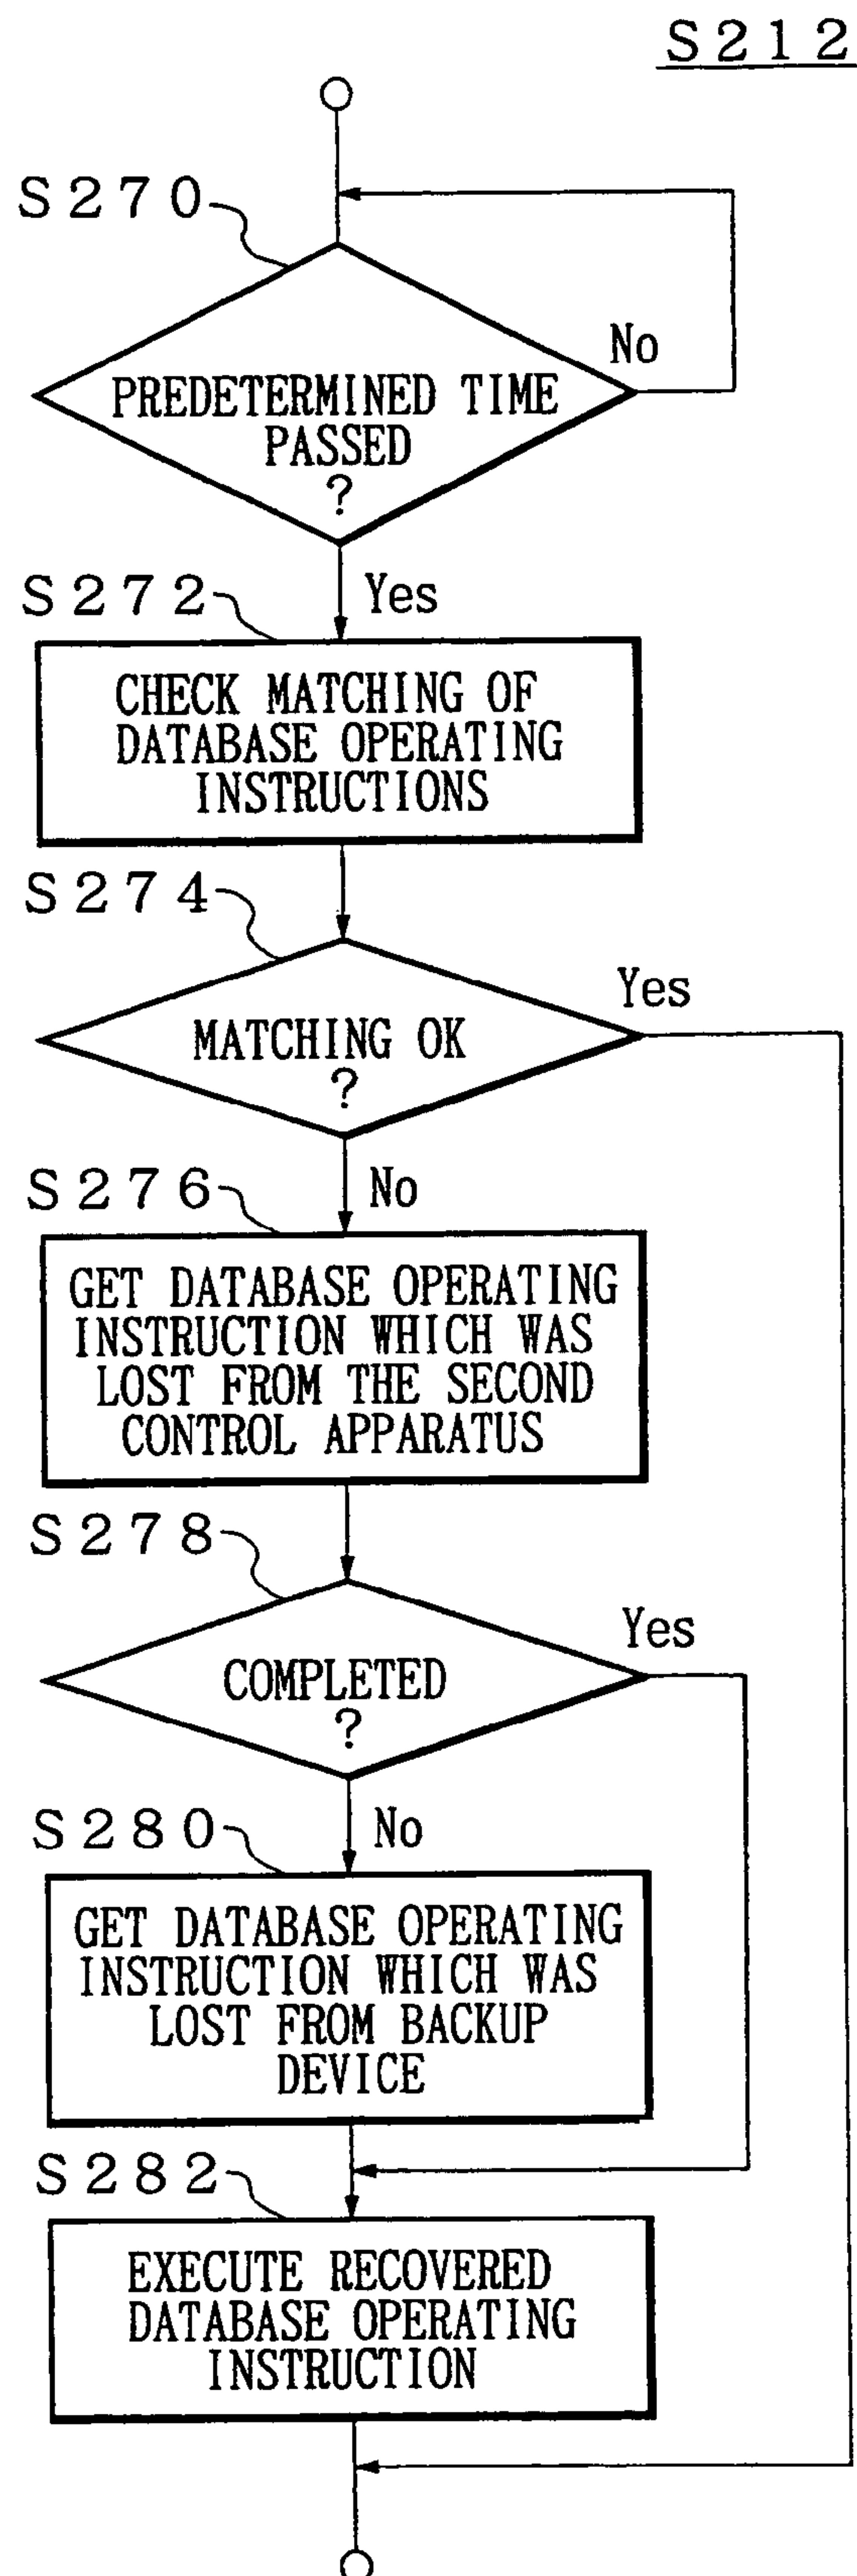 S212
S270
No
PREDETERMINED TIME
PASSED
?
S272
Yes
CHECK MATCHING OF
DATABASE OPERATING
INSTRUCTIONS
S274
Yes
MATCHING OK
?
S276
No
GET DATABASE OPERATING
INSTRUCTION WHICH WAS
LOST FROM THE SECOND
CONTROL APPARATUS
S278
Yes
COMPLETED
?
S280
No
GET DATABASE OPERATING
INSTRUCTION WHICH WAS
LOST FROM BACKUP
DEVICE
S282
EXECUTE RECOVERED
DATABASE OPERATING
INSTRUCTION